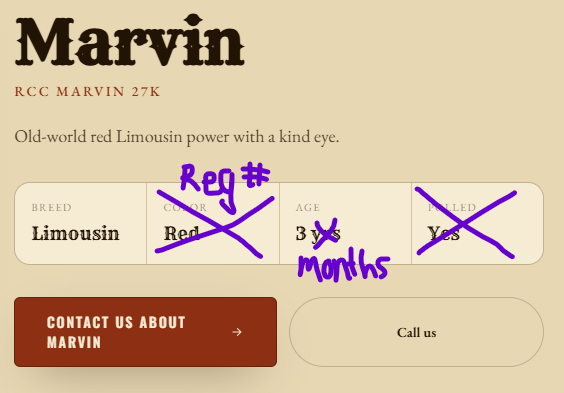 Marvin
RCC MARVIN 27K
Old-world red Limousin power with a kind eye.
Reg #
BREED COLOR AGE POLLED
Limousin Red 3 yrs Yes
months
CONTACT US ABOUT
MARVIN →
Call us